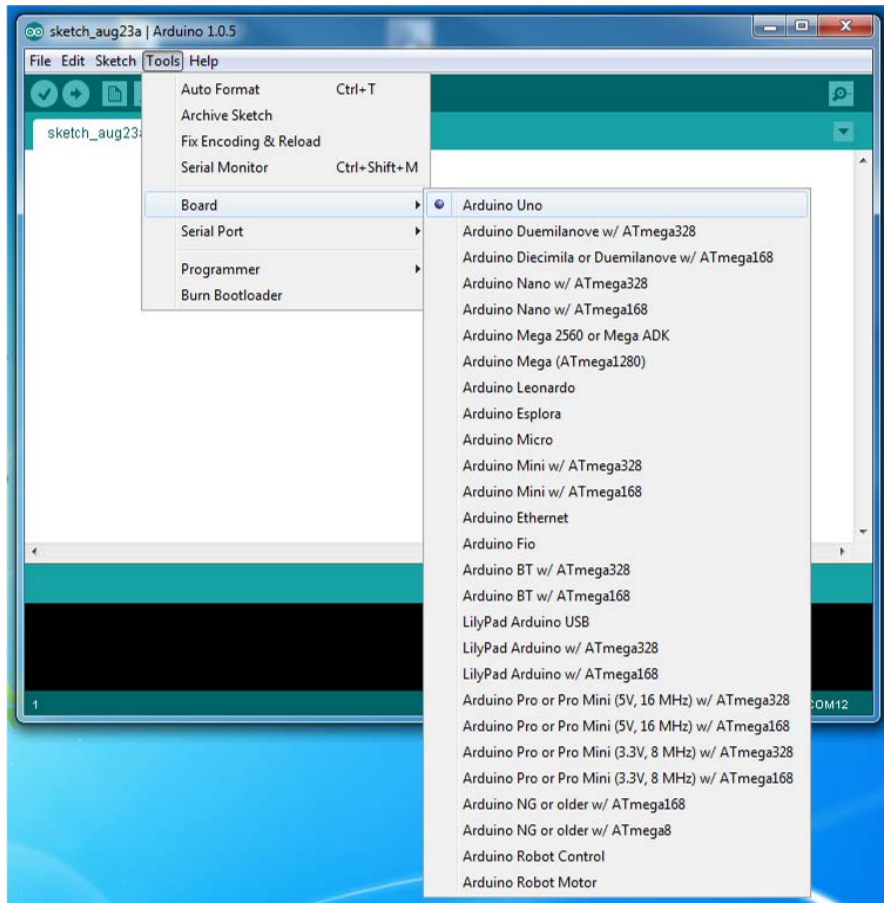 sketch_aug23a | Arduino 1.0.5
File Edit Sketch Tools Help
Auto Format Ctrl+T
Archive Sketch
Fix Encoding & Reload
Serial Monitor Ctrl+Shift+M
Board
Serial Port
Programmer
Burn Bootloader
sketch_aug23a
Arduino Uno
Arduino Duemilanove w/ ATmega328
Arduino Diecimila or Duemilanove w/ ATmega168
Arduino Nano w/ ATmega328
Arduino Nano w/ ATmega168
Arduino Mega 2560 or Mega ADK
Arduino Mega (ATmega1280)
Arduino Leonardo
Arduino Esplora
Arduino Micro
Arduino Mini w/ ATmega328
Arduino Mini w/ ATmega168
Arduino Ethernet
Arduino Fio
Arduino BT w/ ATmega328
Arduino BT w/ ATmega168
LilyPad Arduino USB
LilyPad Arduino w/ ATmega328
LilyPad Arduino w/ ATmega168
Arduino Pro or Pro Mini (5V, 16 MHz) w/ ATmega328
Arduino Pro or Pro Mini (5V, 16 MHz) w/ ATmega168
Arduino Pro or Pro Mini (3.3V, 8 MHz) w/ ATmega328
Arduino Pro or Pro Mini (3.3V, 8 MHz) w/ ATmega168
Arduino NG or older w/ ATmega168
Arduino NG or older w/ ATmega8
Arduino Robot Control
Arduino Robot Motor
1 COM12